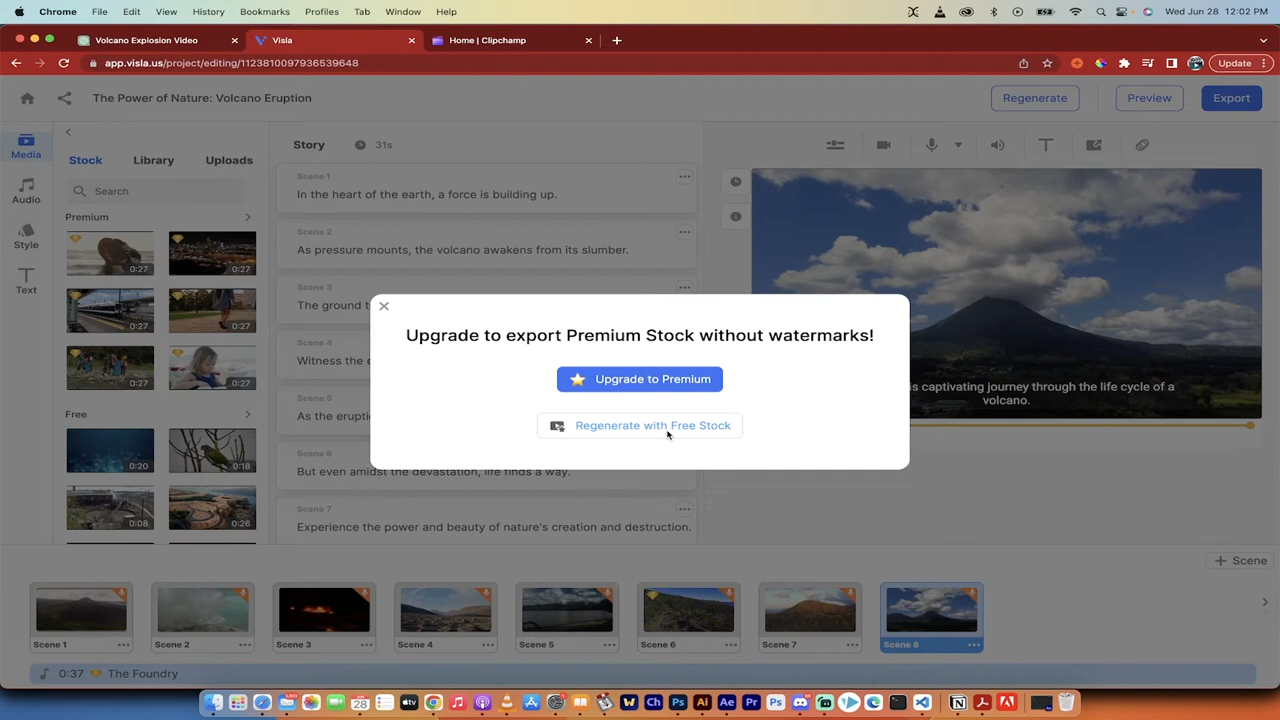 Chrome File Edit View History Bookmarks Profiles Tab Window Help Wed Jun 28 12:02 PM
Volcano Explosion Video Visla Home | Clipchamp
app.visla.us/project/editing/1123810097936539648 Update
The Power of Nature: Volcano Eruption Regenerate Preview Export
Media
Audio
Style
Text
Stock Library Uploads
Search
Premium
0:27 0:27
0:27 0:27
0:27 0:27
Free
0:20 0:18
0:08 0:26
Story 31s
Scene 1
In the heart of the earth, a force is building up.
Scene 2
As pressure mounts, the volcano awakens from its slumber.
Scene 3
The ground t
Scene 4
Witness the e
Scene 5
As the erupti
Scene 6
But even amidst the devastation, life finds a way.
Scene 7
Experience the power and beauty of nature's creation and destruction.
Upgrade to export Premium Stock without watermarks!
Upgrade to Premium
Regenerate with Free Stock
is captivating journey through the life cycle of a
volcano.
Scene
Scene 1 Scene 2 Scene 3 Scene 4 Scene 5 Scene 6 Scene 7 Scene 8
0:37 The Foundry